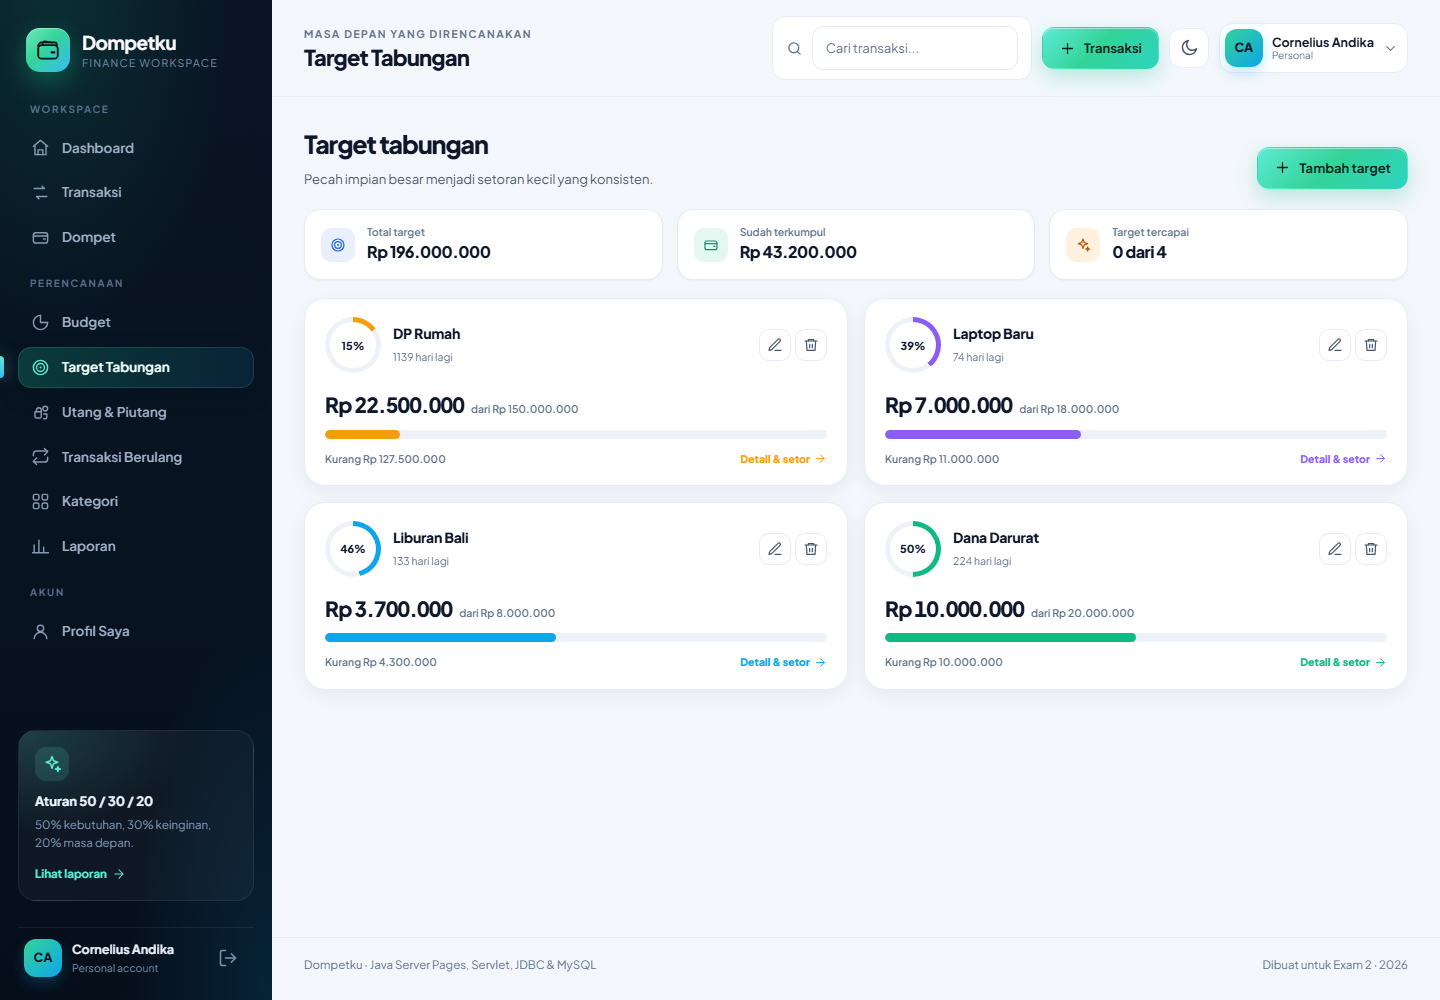 Dompetku
FINANCE WORKSPACE
WORKSPACE
Dashboard
Transaksi
Dompet
PERENCANAAN
Budget
Target Tabungan
Utang & Piutang
Transaksi Berulang
Kategori
Laporan
AKUN
Profil Saya
Aturan 50 / 30 / 20
50% kebutuhan, 30% keinginan,
20% masa depan.
Lihat laporan
CA
Cornelius Andika
Personal account
MASA DEPAN YANG DIRENCANAKAN
Target Tabungan
Cari transaksi...
Transaksi
CA
Cornelius Andika
Personal
Target tabungan
Pecah impian besar menjadi setoran kecil yang konsisten.
Tambah target
Total target
Rp 196.000.000
Sudah terkumpul
Rp 43.200.000
Target tercapai
0 dari 4
15%
DP Rumah
1139 hari lagi
Rp 22.500.000 dari Rp 150.000.000
Kurang Rp 127.500.000
Detail & setor
39%
Laptop Baru
74 hari lagi
Rp 7.000.000 dari Rp 18.000.000
Kurang Rp 11.000.000
Detail & setor
46%
Liburan Bali
133 hari lagi
Rp 3.700.000 dari Rp 8.000.000
Kurang Rp 4.300.000
Detail & setor
50%
Dana Darurat
224 hari lagi
Rp 10.000.000 dari Rp 20.000.000
Kurang Rp 10.000.000
Detail & setor
Dompetku · Java Server Pages, Servlet, JDBC & MySQL
Dibuat untuk Exam 2 · 2026